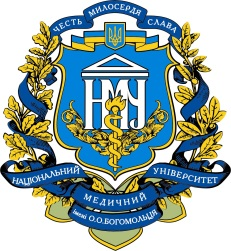 ЧЕСТЬ МИЛОСЕРДЯ СЛАВА
НМУ
НАЦІОНАЛЬНИЙ УНІВЕРСИТЕТ
МЕДИЧНИЙ
імені О.О.БОГОМОЛЬЦЯ